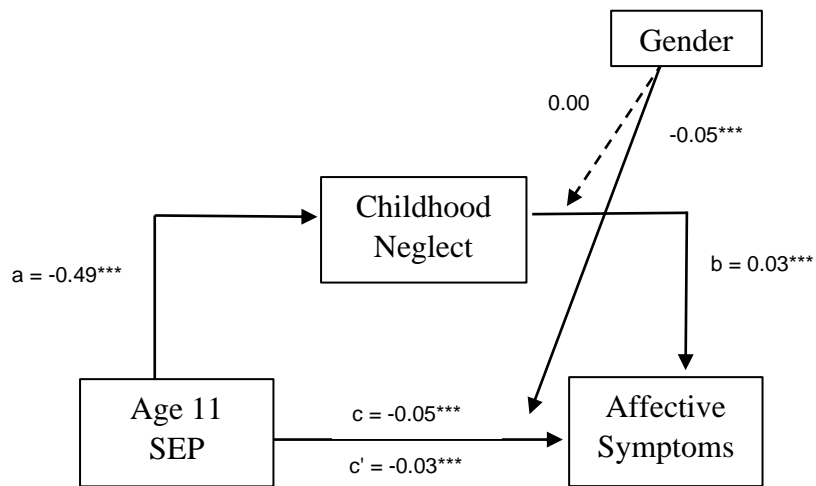 Gender
0.00
-0.05***
Childhood
Neglect
a = -0.49***
b = 0.03***
Age 11
SEP
c = -0.05***
c' = -0.03***
Affective
Symptoms